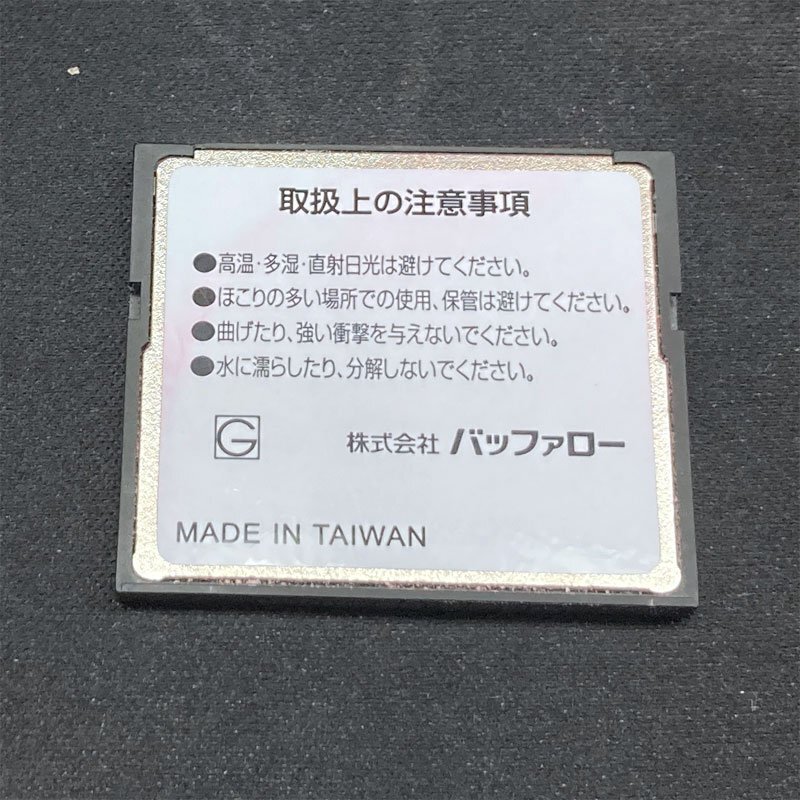 取扱上の注意事項
●高温・多湿・直射日光は避けてください。
●ほこりの多い場所での使用、保管は避けてください。
●曲げたり、強い衝撃を与えないでください。
●水に濡らしたり、分解しないでください。
G 株式会社 バッファロー
MADE IN TAIWAN